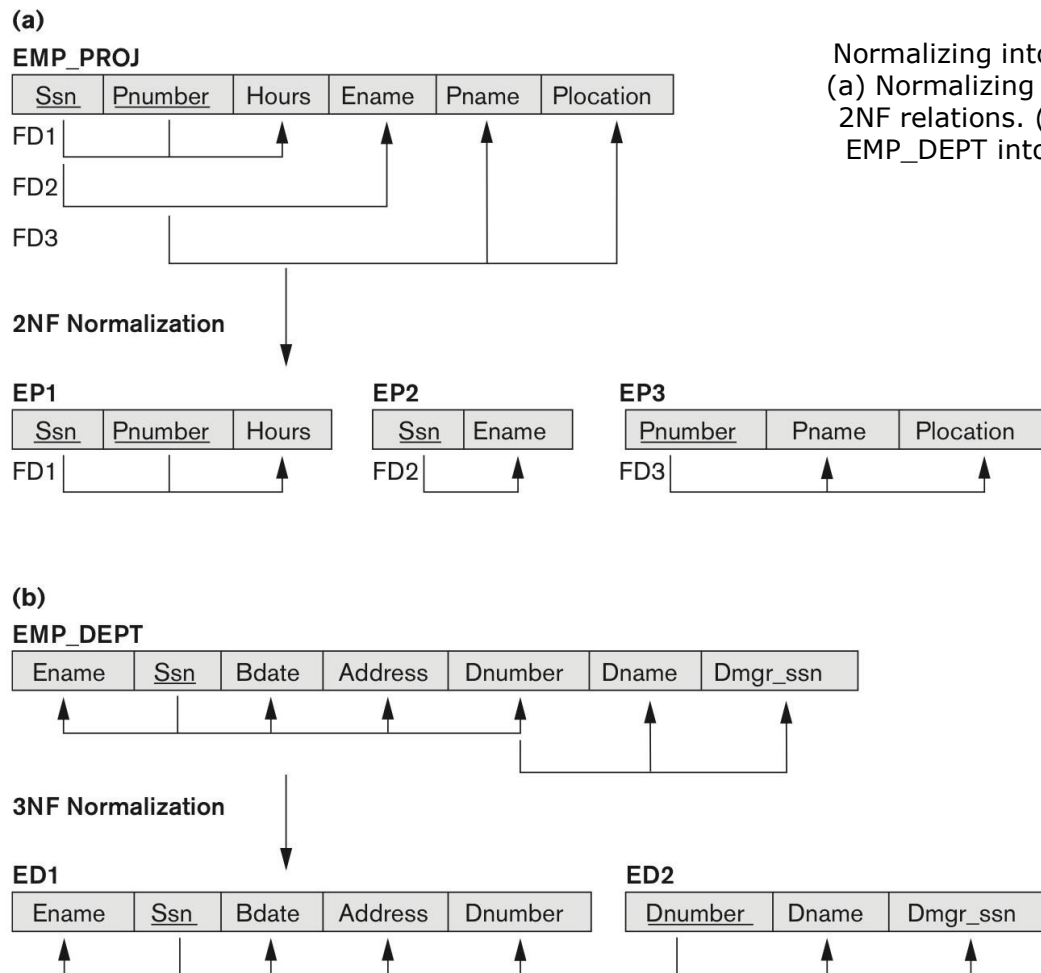 (a)
EMP_PROJ
Ssn Pnumber Hours Ename Pname Plocation
FD1
FD2
FD3
Normalizing into
(a) Normalizing
2NF relations. (
EMP_DEPT into
2NF Normalization
EP1
Ssn Pnumber Hours
FD1
EP2
Ssn Ename
FD2
EP3
Pnumber Pname Plocation
FD3
(b)
EMP_DEPT
Ename Ssn Bdate Address Dnumber Dname Dmgr_ssn
3NF Normalization
ED1
Ename Ssn Bdate Address Dnumber
ED2
Dnumber Dname Dmgr_ssn